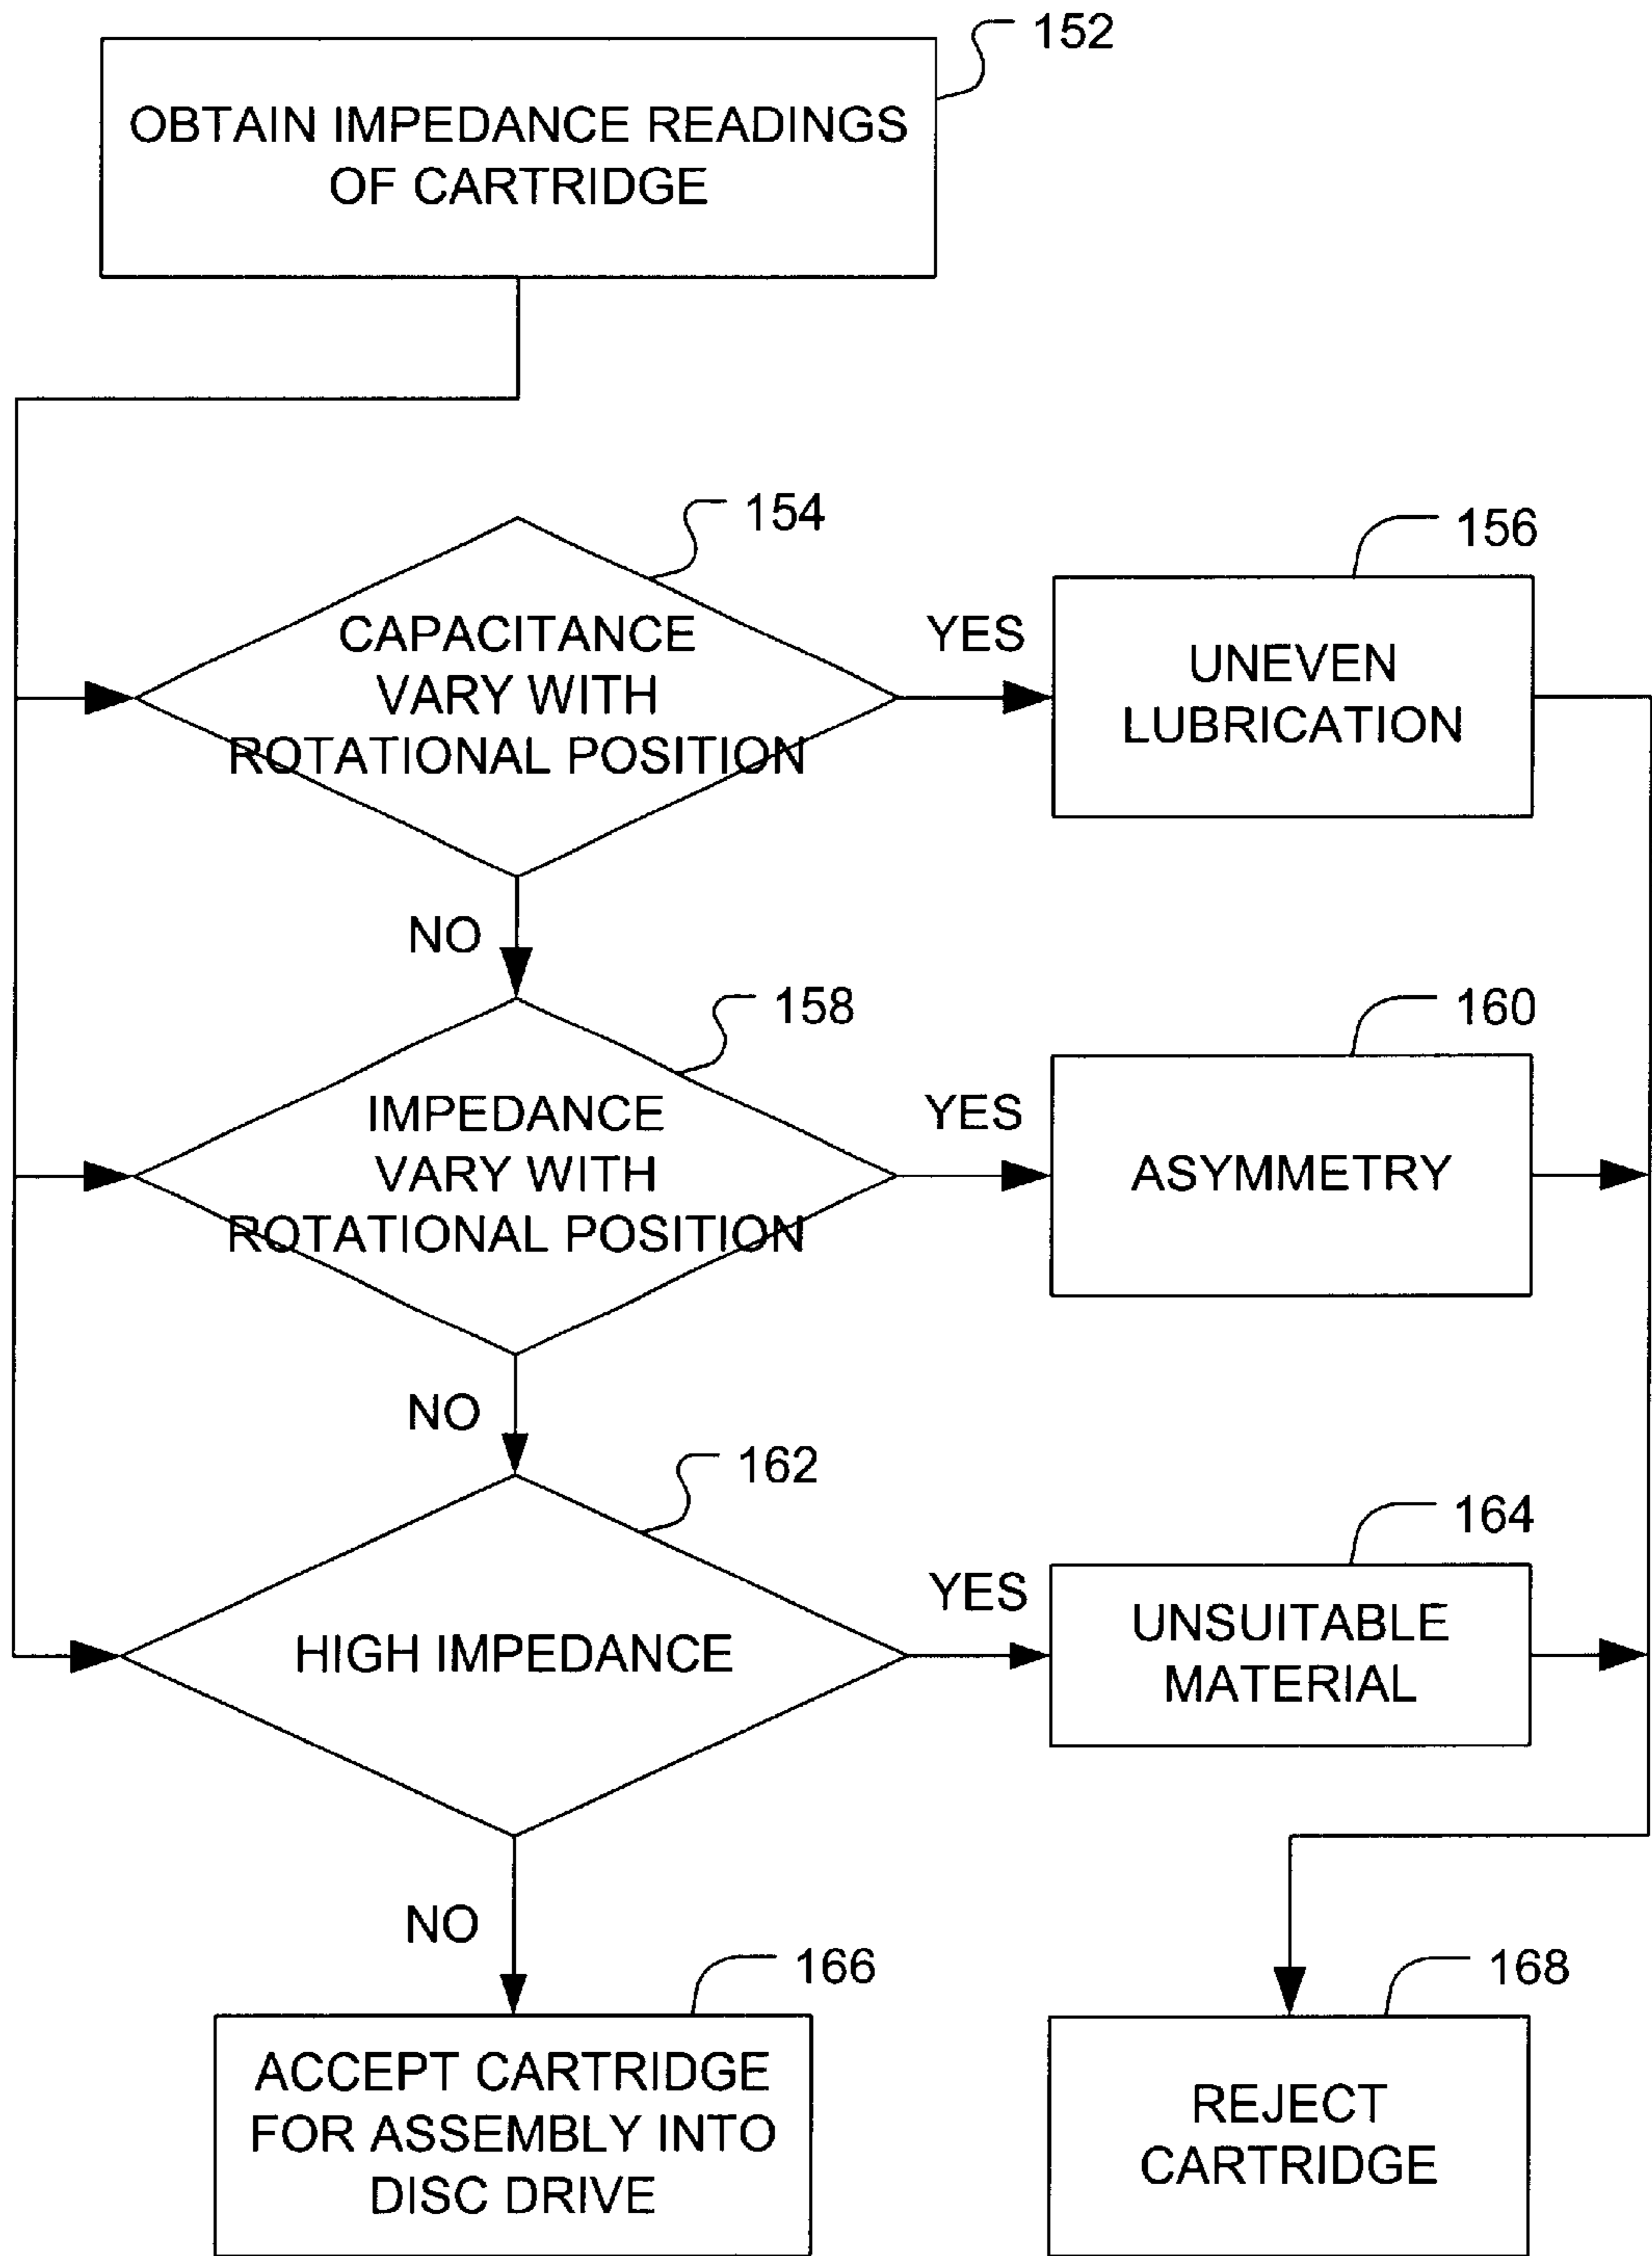 152
OBTAIN IMPEDANCE READINGS
OF CARTRIDGE
154
CAPACITANCE
VARY WITH
ROTATIONAL POSITION
YES
156
UNEVEN
LUBRICATION
NO
158
IMPEDANCE
VARY WITH
ROTATIONAL POSITION
YES
160
ASYMMETRY
NO
162
HIGH IMPEDANCE
YES
164
UNSUITABLE
MATERIAL
NO
166
ACCEPT CARTRIDGE
FOR ASSEMBLY INTO
DISC DRIVE
168
REJECT
CARTRIDGE